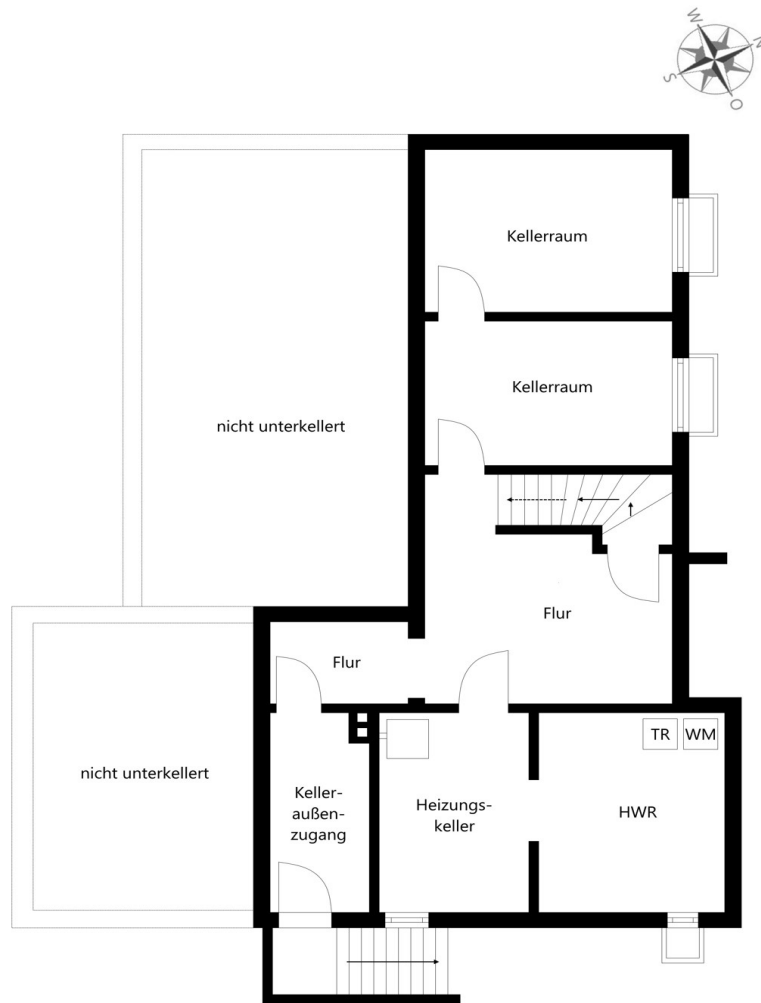 W
N
S
O
Kellerraum
Kellerraum
nicht unterkellert
Flur
Flur
TR
WM
nicht unterkellert
Keller-
außen-
zugang
Heizungs-
keller
HWR